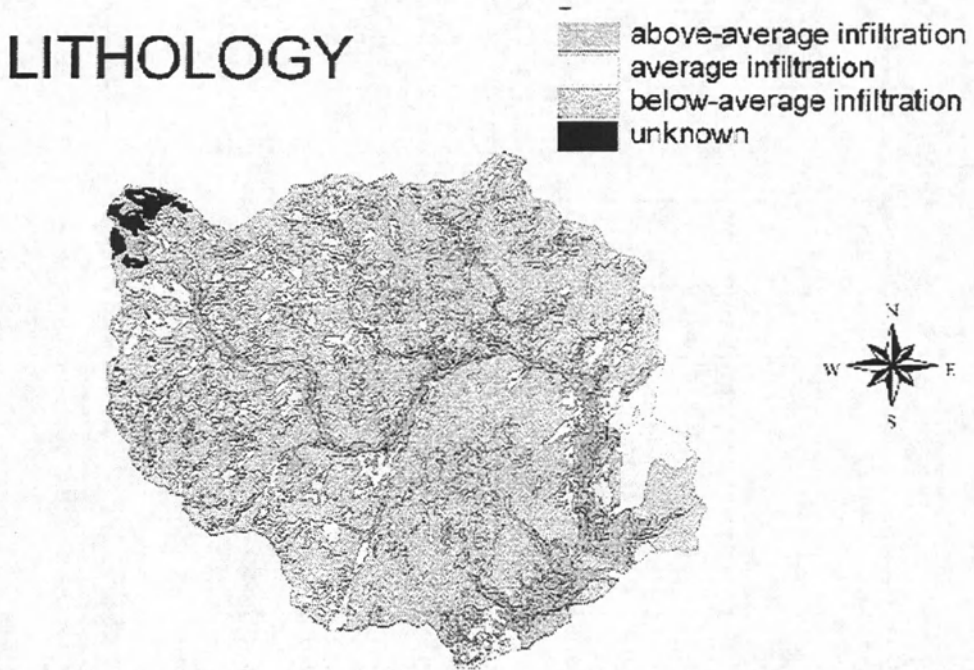 LITHOLOGY
above-average infiltration
average infiltration
below-average infiltration
unknown
N
W E
S